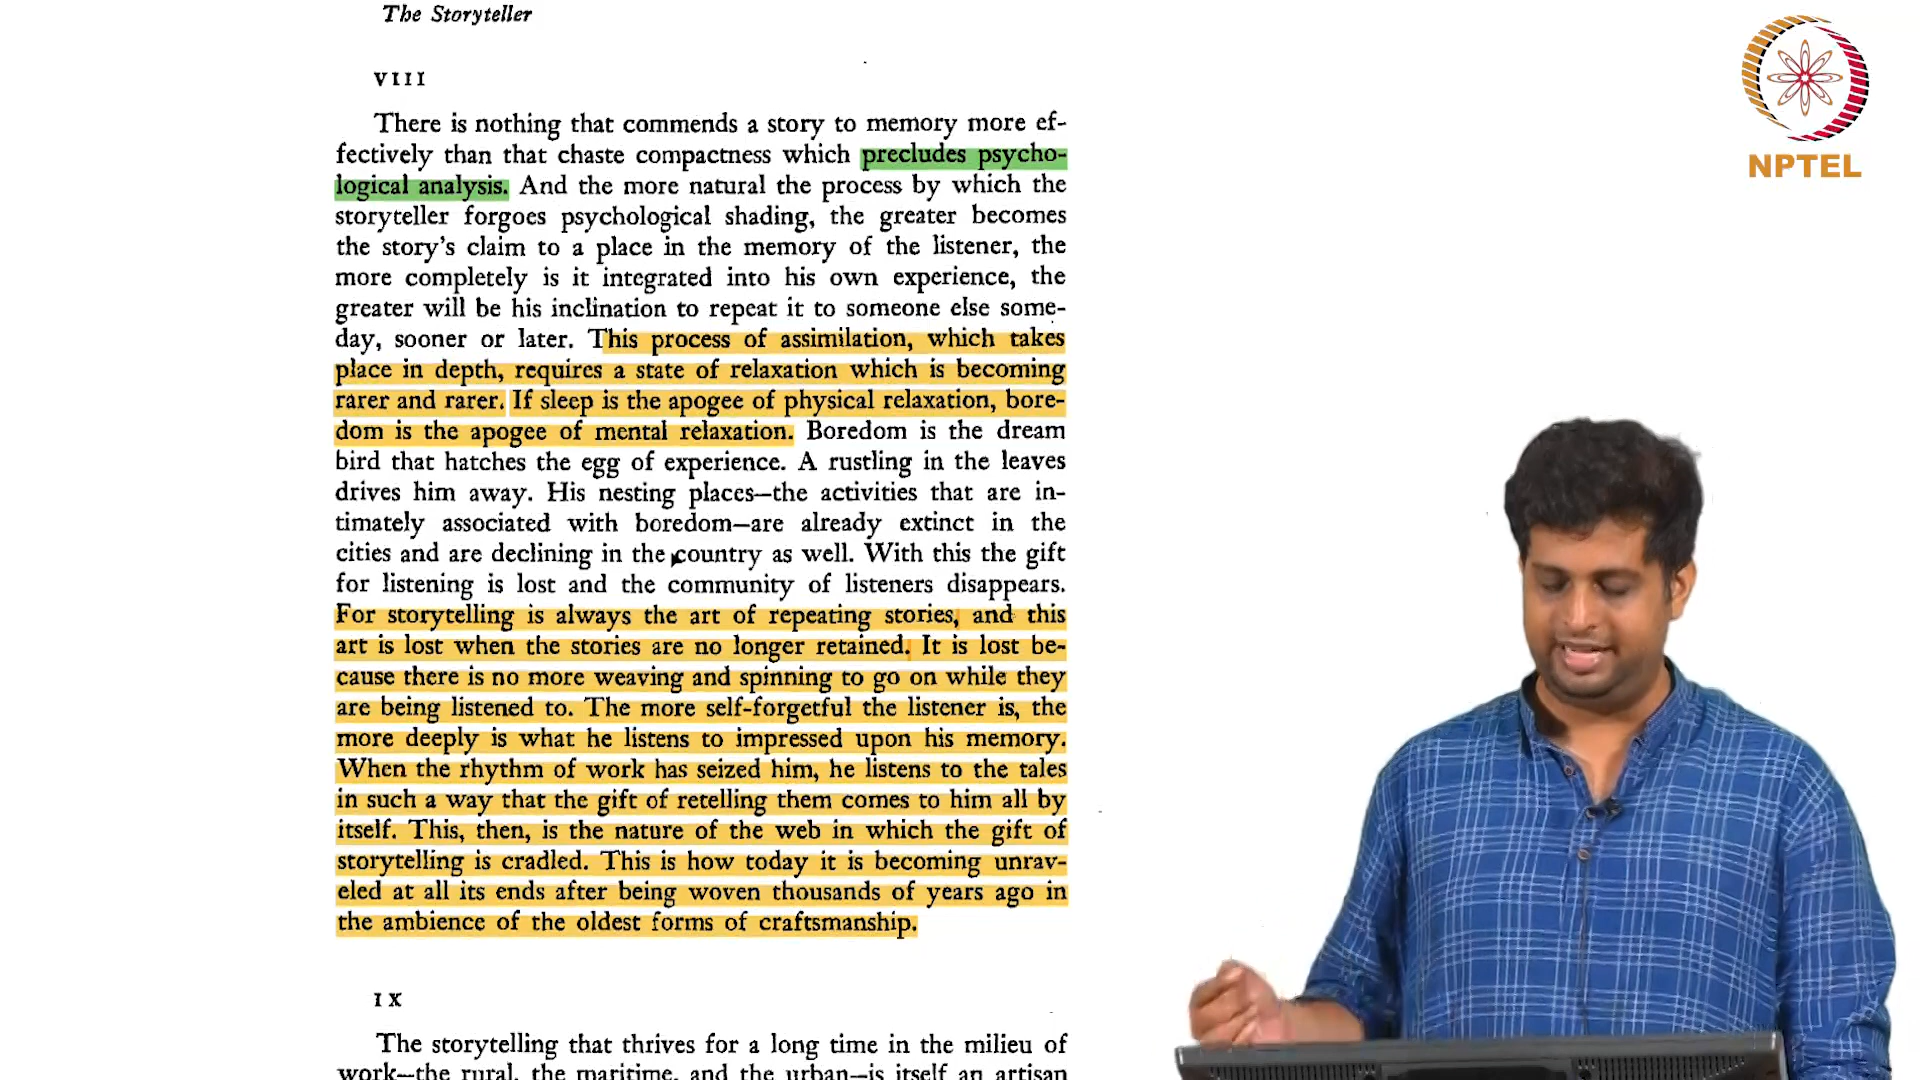 The Storyteller
VIII
There is nothing that commends a story to memory more ef-
fectively than that chaste compactness which precludes psycho-
logical analysis. And the more natural the process by which the
storyteller forgoes psychological shading, the greater becomes
the story's claim to a place in the memory of the listener, the
more completely is it integrated into his own experience, the
greater will be his inclination to repeat it to someone else some-
day, sooner or later. This process of assimilation, which takes
place in depth, requires a state of relaxation which is becoming
rarer and rarer. If sleep is the apogee of physical relaxation, bore-
dom is the apogee of mental relaxation. Boredom is the dream
bird that hatches the egg of experience. A rustling in the leaves
drives him away. His nesting places—the activities that are in-
timately associated with boredom—are already extinct in the
cities and are declining in the country as well. With this the gift
for listening is lost and the community of listeners disappears.
For storytelling is always the art of repeating stories, and this
art is lost when the stories are no longer retained. It is lost be-
cause there is no more weaving and spinning to go on while they
are being listened to. The more self-forgetful the listener is, the
more deeply is what he listens to impressed upon his memory.
When the rhythm of work has seized him, he listens to the tales
in such a way that the gift of retelling them comes to him all by
itself. This, then, is the nature of the web in which the gift of
storytelling is cradled. This is how today it is becoming unrav-
eled at all its ends after being woven thousands of years ago in
the ambience of the oldest forms of craftsmanship.
IX
The storytelling that thrives for a long time in the milieu of
work—the rural, the maritime, and the urban—is itself an artisan
NPTEL